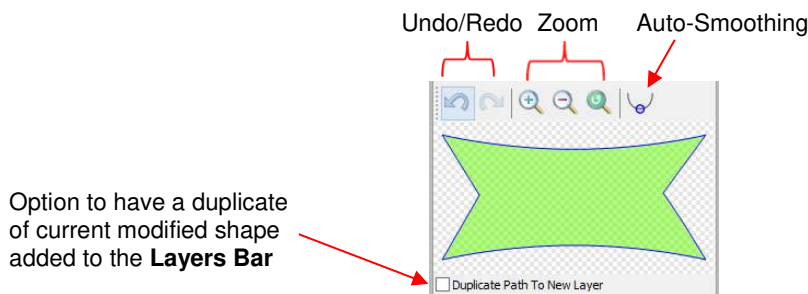 Undo/Redo Zoom Auto-Smoothing
Option to have a duplicate
of current modified shape
added to the Layers Bar
Duplicate Path To New Layer